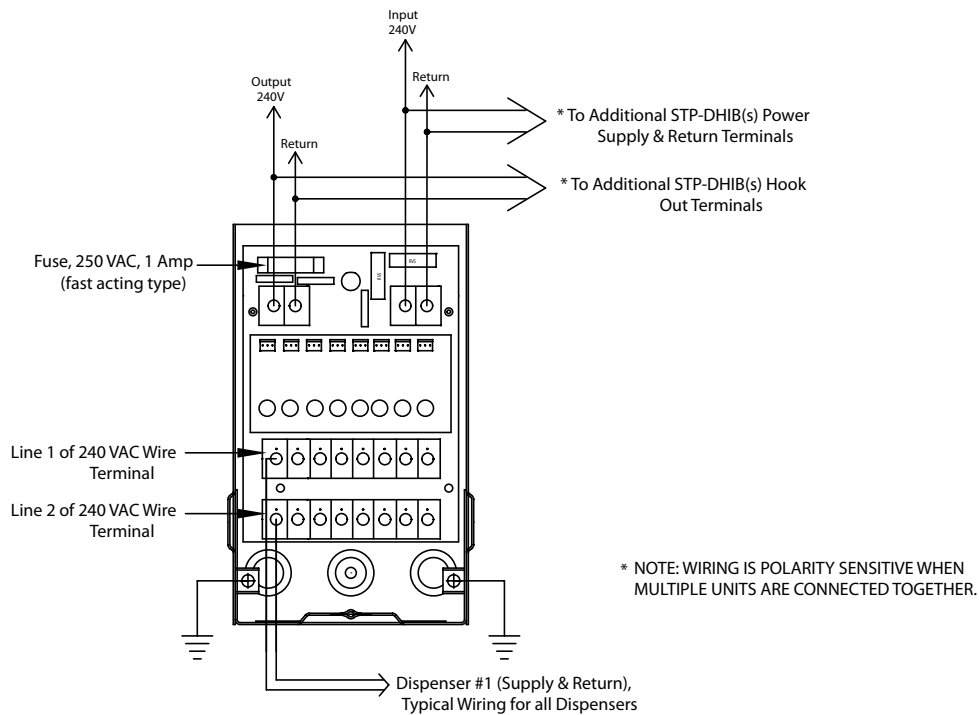 Input
240V
Output
240V
Return
Return
* To Additional STP-DHIB(s) Power
Supply & Return Terminals
* To Additional STP-DHIB(s) Hook
Out Terminals
Fuse, 250 VAC, 1 Amp
(fast acting type)
Line 1 of 240 VAC Wire
Terminal
Line 2 of 240 VAC Wire
Terminal
* NOTE: WIRING IS POLARITY SENSITIVE WHEN
MULTIPLE UNITS ARE CONNECTED TOGETHER.
Dispenser #1 (Supply & Return),
Typical Wiring for all Dispensers